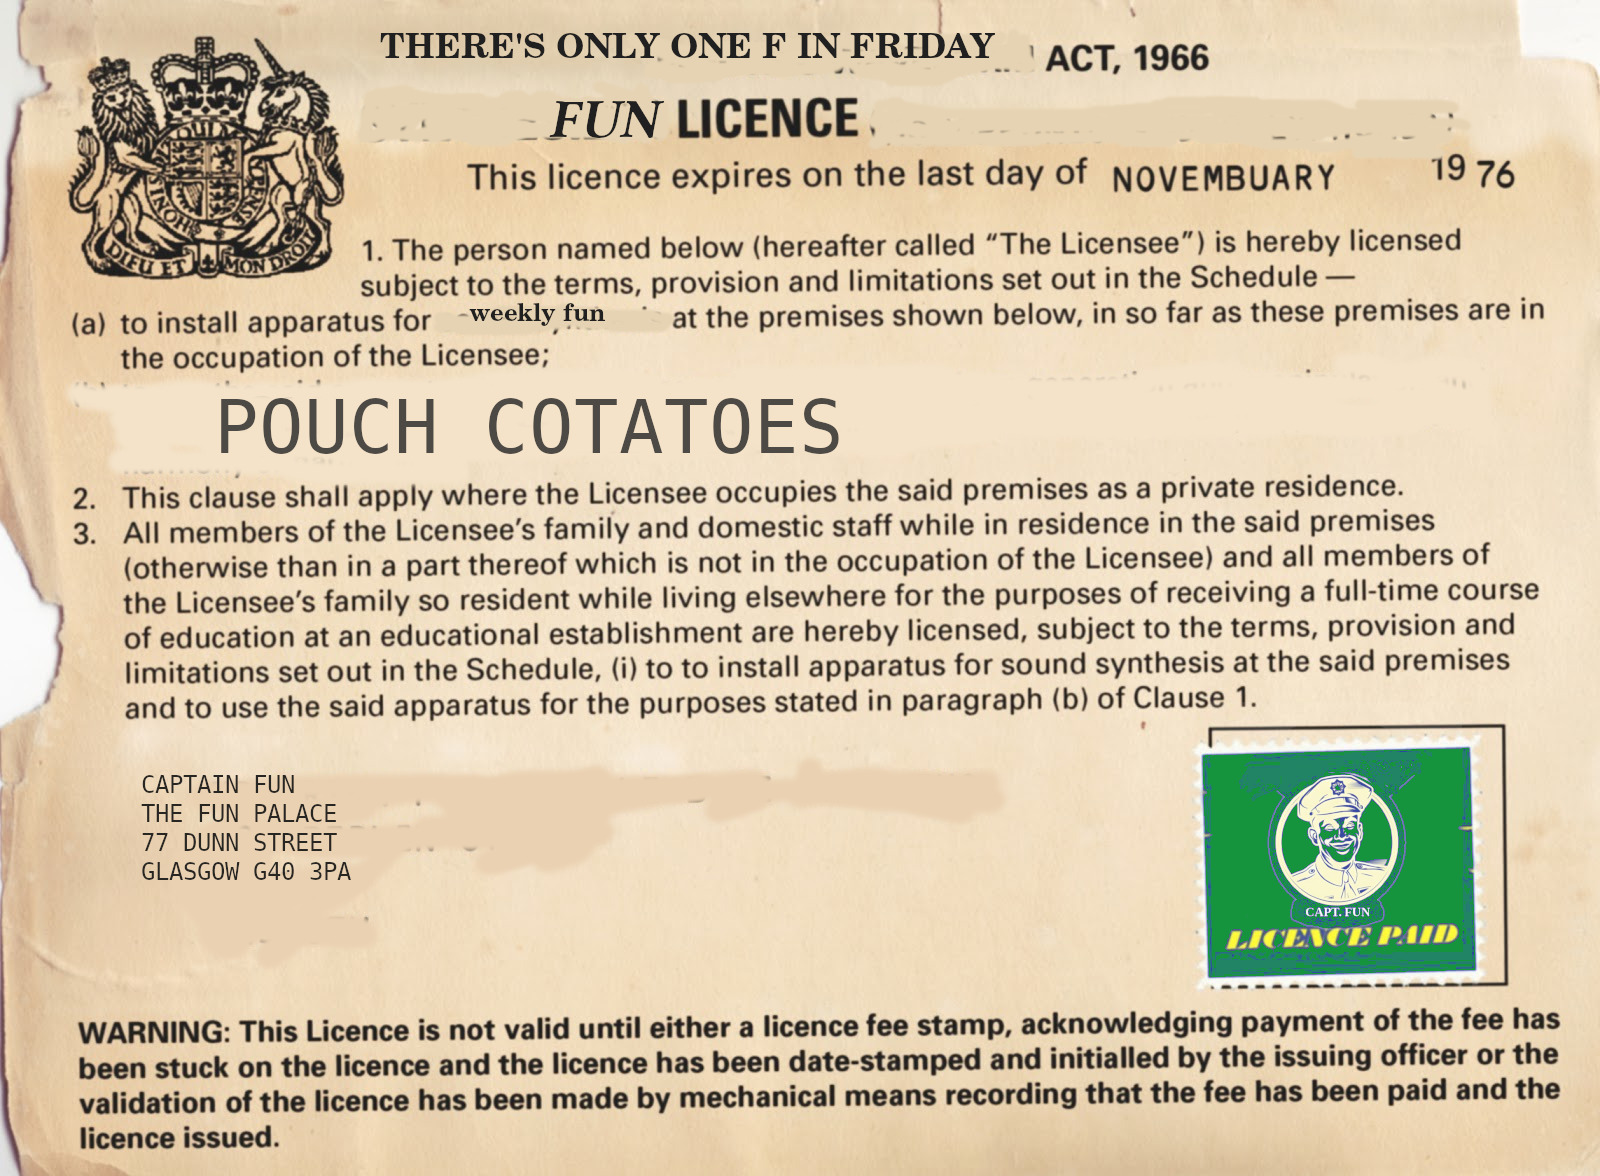 THERE'S ONLY ONE F IN FRIDAY ACT, 1966
FUN LICENCE
This licence expires on the last day of NOVEMBUARY 1976
1. The person named below (hereafter called “The Licensee”) is hereby licensed
subject to the terms, provision and limitations set out in the Schedule —
(a) to install apparatus for weekly fun at the premises shown below, in so far as these premises are in
the occupation of the Licensee;
POUCH COTATOES
2. This clause shall apply where the Licensee occupies the said premises as a private residence.
3. All members of the Licensee’s family and domestic staff while in residence in the said premises
(otherwise than in a part thereof which is not in the occupation of the Licensee) and all members of
the Licensee’s family so resident while living elsewhere for the purposes of receiving a full-time course
of education at an educational establishment are hereby licensed, subject to the terms, provision and
limitations set out in the Schedule, (i) to to install apparatus for sound synthesis at the said premises
and to use the said apparatus for the purposes stated in paragraph (b) of Clause 1.
CAPTAIN FUN
THE FUN PALACE
77 DUNN STREET
GLASGOW G40 3PA
CAPT. FUN
LICENCE PAID
WARNING: This Licence is not valid until either a licence fee stamp, acknowledging payment of the fee has
been stuck on the licence and the licence has been date-stamped and initialled by the issuing officer or the
validation of the licence has been made by mechanical means recording that the fee has been paid and the
licence issued.
DIEU ET MON DROIT